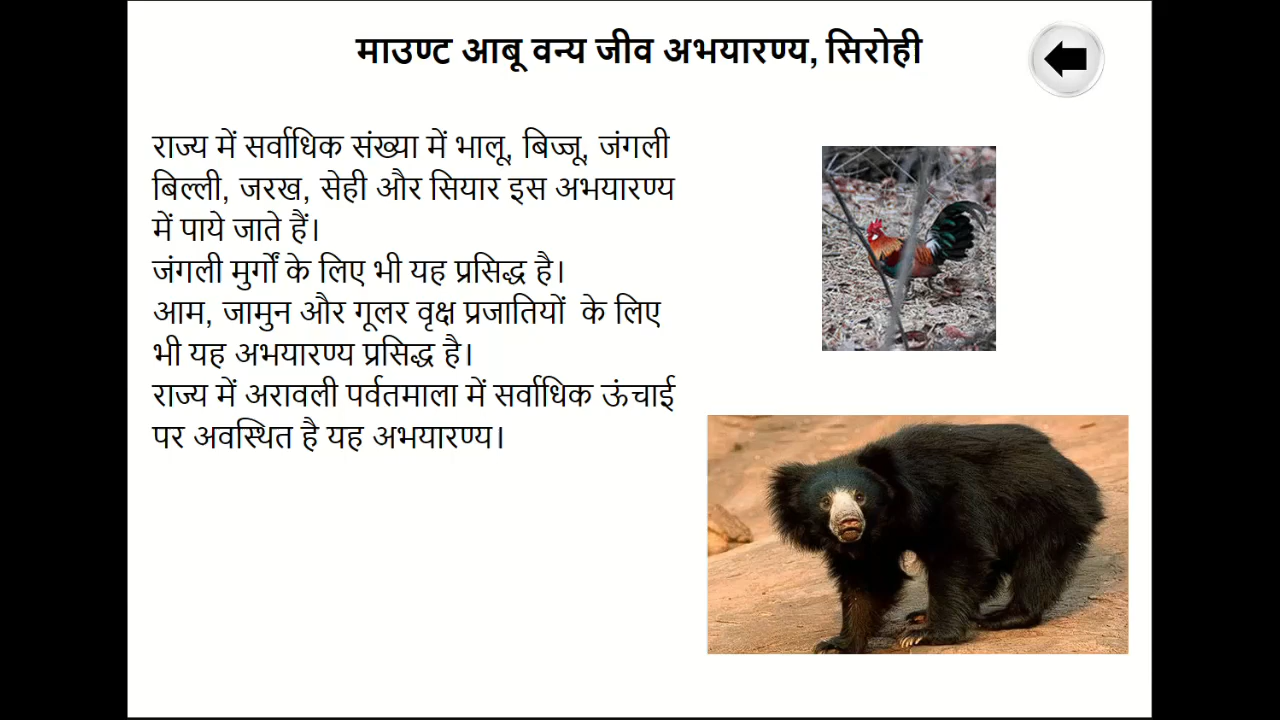 माउण्ट आबू वन्य जीव अभयारण्य, सिरोही
राज्य में सर्वाधिक संख्या में भालू, बिज्जू, जंगली
बिल्ली, जरख, सेही और सियार इस अभयारण्य
में पाये जाते हैं।
जंगली मुर्गों के लिए भी यह प्रसिद्ध है।
आम, जामुन और गूलर वृक्ष प्रजातियों के लिए
भी यह अभयारण्य प्रसिद्ध है।
राज्य में अरावली पर्वतमाला में सर्वाधिक ऊंचाई
पर अवस्थित है यह अभयारण्य।